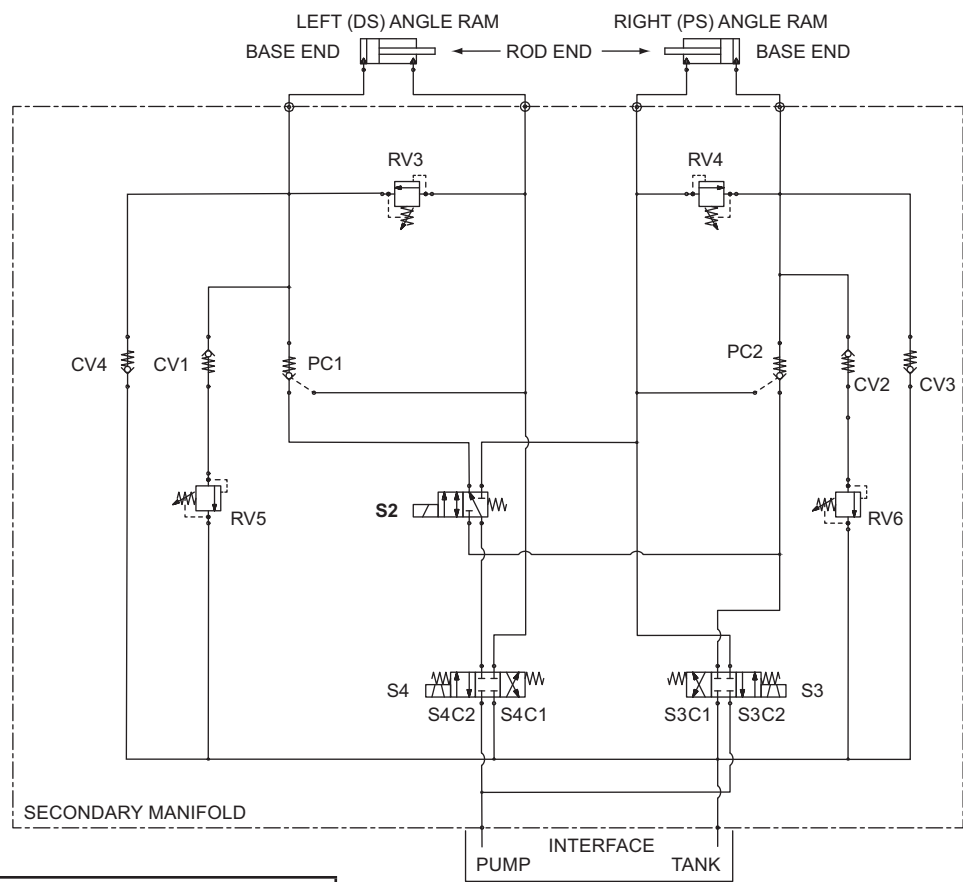 LEFT (DS) ANGLE RAM
RIGHT (PS) ANGLE RAM
BASE END
ROD END
BASE END
RV3
RV4
CV4
CV1
PC1
PC2
CV2
CV3
S2
RV5
RV6
S4
S4C2
S4C1
S3C1
S3C2
S3
SECONDARY MANIFOLD
INTERFACE
PUMP
TANK